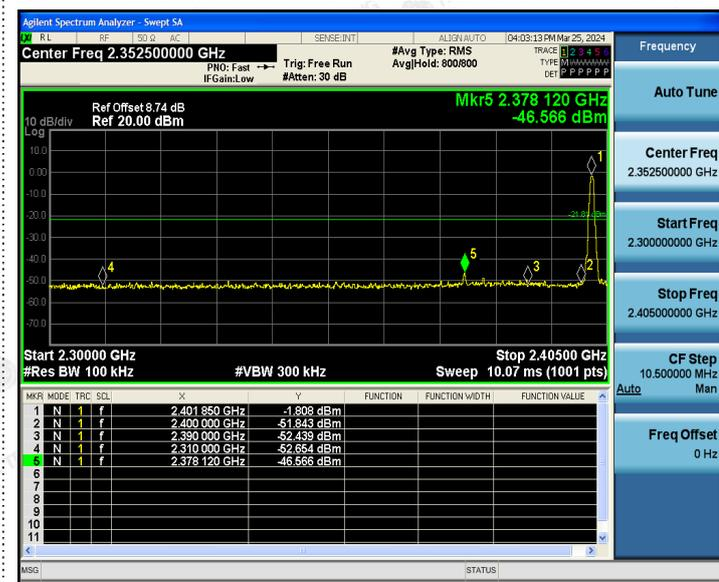 Agilent Spectrum Analyzer - Swept SA
RL RF 50 Ω AC SENSE:INT ALIGN AUTO 04:03:13 PM Mar 25, 2024
Center Freq 2.352500000 GHz
PNO: Fast
IFGain:Low
Trig: Free Run
#Atten: 30 dB
#Avg Type: RMS
Avg|Hold: 800/800
TRACE 1 2 3 4 5 6
TYPE M
DET P P P P P P
Ref Offset 8.74 dB
Ref 20.00 dBm
10 dB/div
Log
Mkr5 2.378 120 GHz
-46.566 dBm
10.0
0.00
-10.0
-20.0
-30.0
-40.0
-50.0
-60.0
-70.0
1
5
4
3
2
Start 2.30000 GHz
Stop 2.40500 GHz
#Res BW 100 kHz
#VBW 300 kHz
Sweep 10.07 ms (1001 pts)
MKR MODE TRC SCL X Y FUNCTION FUNCTION WIDTH FUNCTION VALUE
1 N 1 f 2.401 850 GHz -1.808 dBm
2 N 1 f 2.400 000 GHz -51.843 dBm
3 N 1 f 2.390 000 GHz -52.439 dBm
4 N 1 f 2.310 000 GHz -52.654 dBm
5 N 1 f 2.378 120 GHz -46.566 dBm
6
7
8
9
10
11
MSG STATUS
Frequency
Auto Tune
Center Freq
2.352500000 GHz
Start Freq
2.300000000 GHz
Stop Freq
2.405000000 GHz
CF Step
10.500000 MHz
Auto Man
Freq Offset
0 Hz